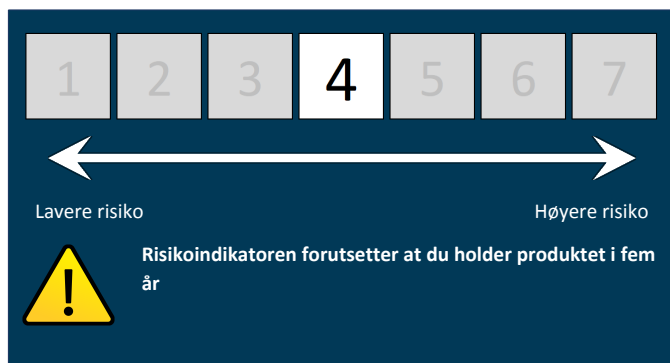 1 2 3 4 5 6 7
Lavere risiko Høyere risiko
Risikoindikatoren forutsetter at du holder produktet i fem
år